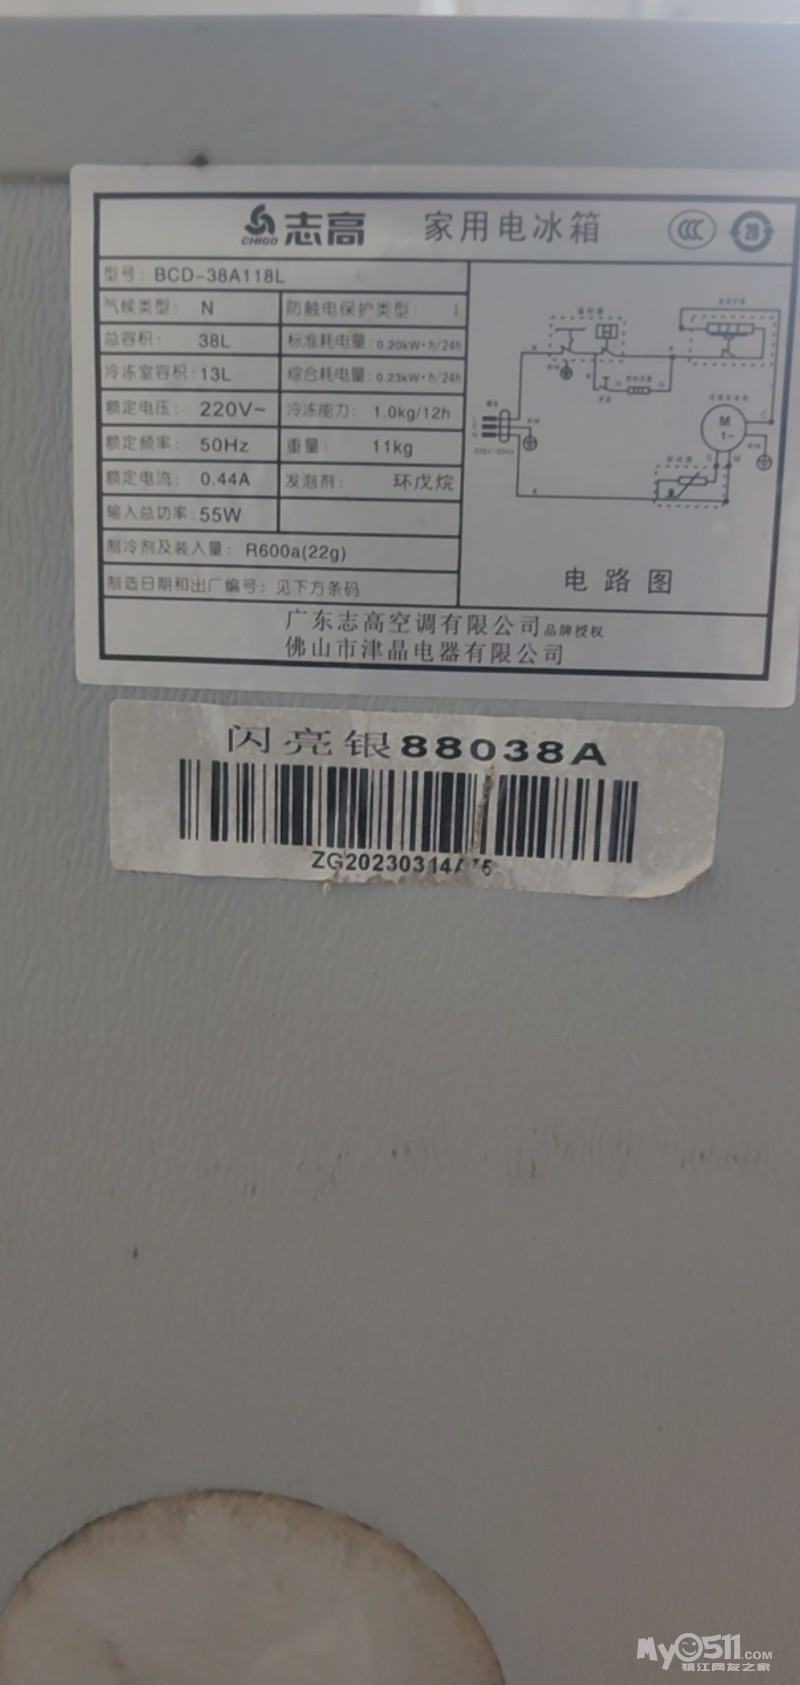 CHIGO 志高 家用电冰箱 CCC 20
型号: BCD-38A118L
气候类型: N 防触电保护类型: I
总容积: 38L 标准耗电量: 0.20kW·h/24h
冷冻室容积: 13L 综合耗电量: 0.23kW·h/24h
额定电压: 220V~ 冷冻能力: 1.0kg/12h
额定频率: 50Hz 重量: 11kg
额定电流: 0.44A 发泡剂: 环戊烷
输入总功率: 55W
制冷剂及装入量: R600a(22g)
制造日期和出厂编号: 见下方条码
220V~50Hz
M
1~
C
S M
电路图
广东志高空调有限公司品牌授权
佛山市津晶电器有限公司
闪亮银88038A
ZG20230314A
MyO511.COM
镇江网友之家